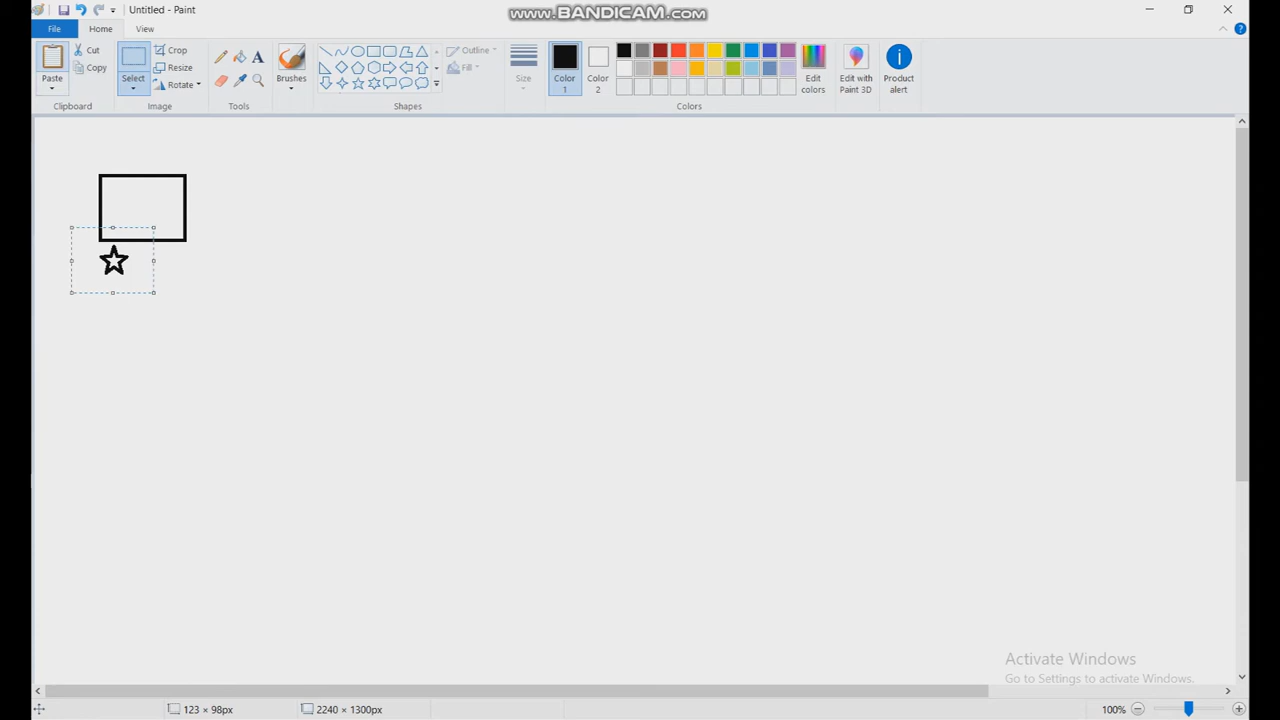 Untitled - Paint
www.BANDICAM.com
File
Home
View
Paste
Cut
Copy
Clipboard
Select
Crop
Resize
Rotate
Image
Tools
Brushes
Shapes
Outline
Fill
Size
Color
1
Color
2
Edit
colors
Colors
Edit with
Paint 3D
Product
alert
Activate Windows
Go to Settings to activate Windows.
123 × 98px
2240 × 1300px
100%